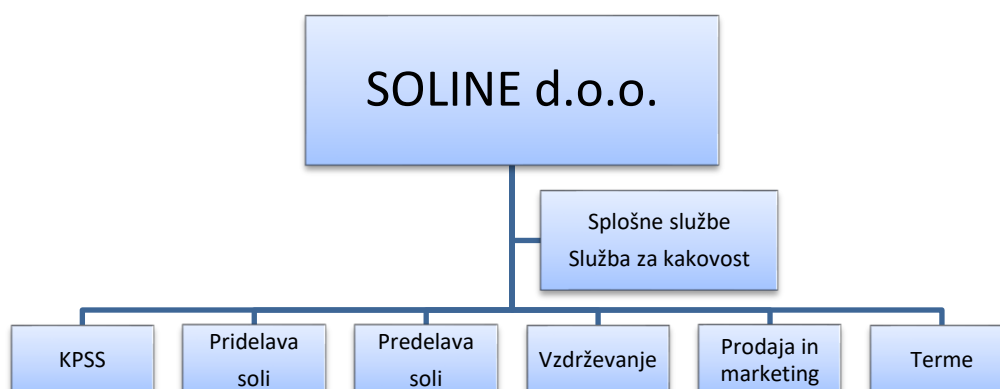 SOLINE d.o.o.
Splošne službe
Služba za kakovost
KPSS
Pridelava
soli
Predelava
soli
Vzdrževanje
Prodaja in
marketing
Terme